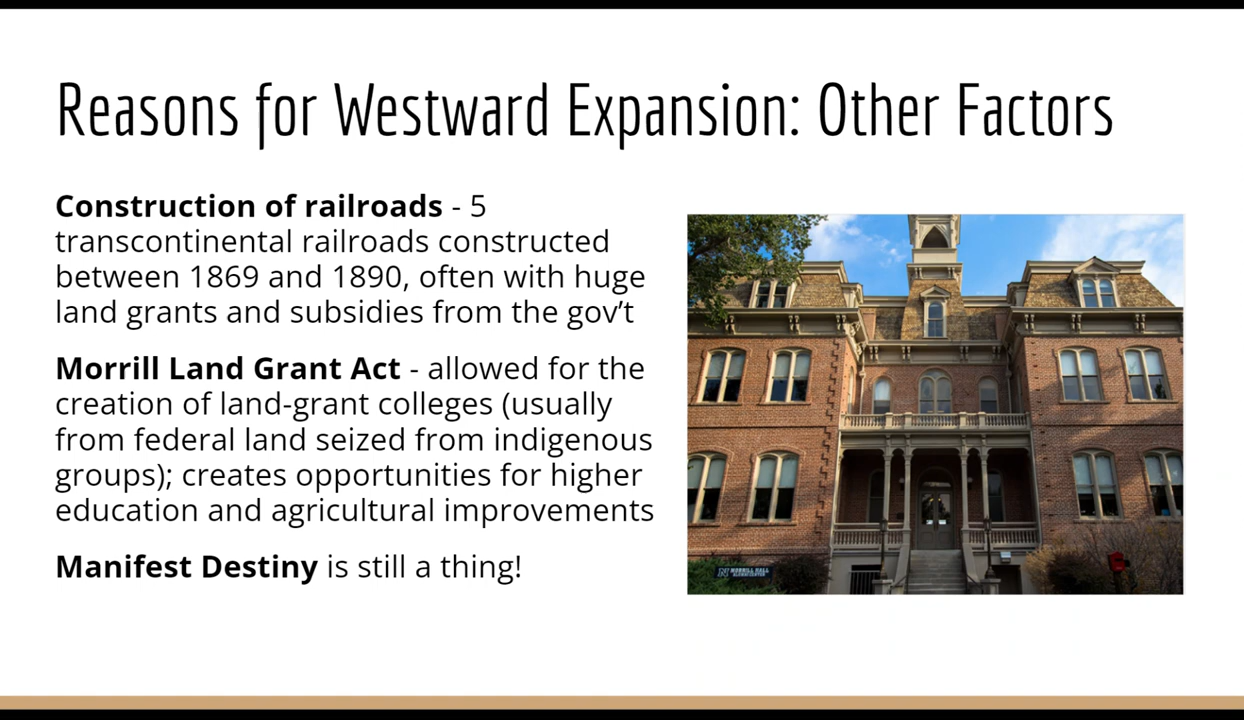 Reasons for Westward Expansion: Other Factors
Construction of railroads - 5
transcontinental railroads constructed
between 1869 and 1890, often with huge
land grants and subsidies from the gov’t
Morrill Land Grant Act - allowed for the
creation of land-grant colleges (usually
from federal land seized from indigenous
groups); creates opportunities for higher
education and agricultural improvements
Manifest Destiny is still a thing!
MORRILL HALL